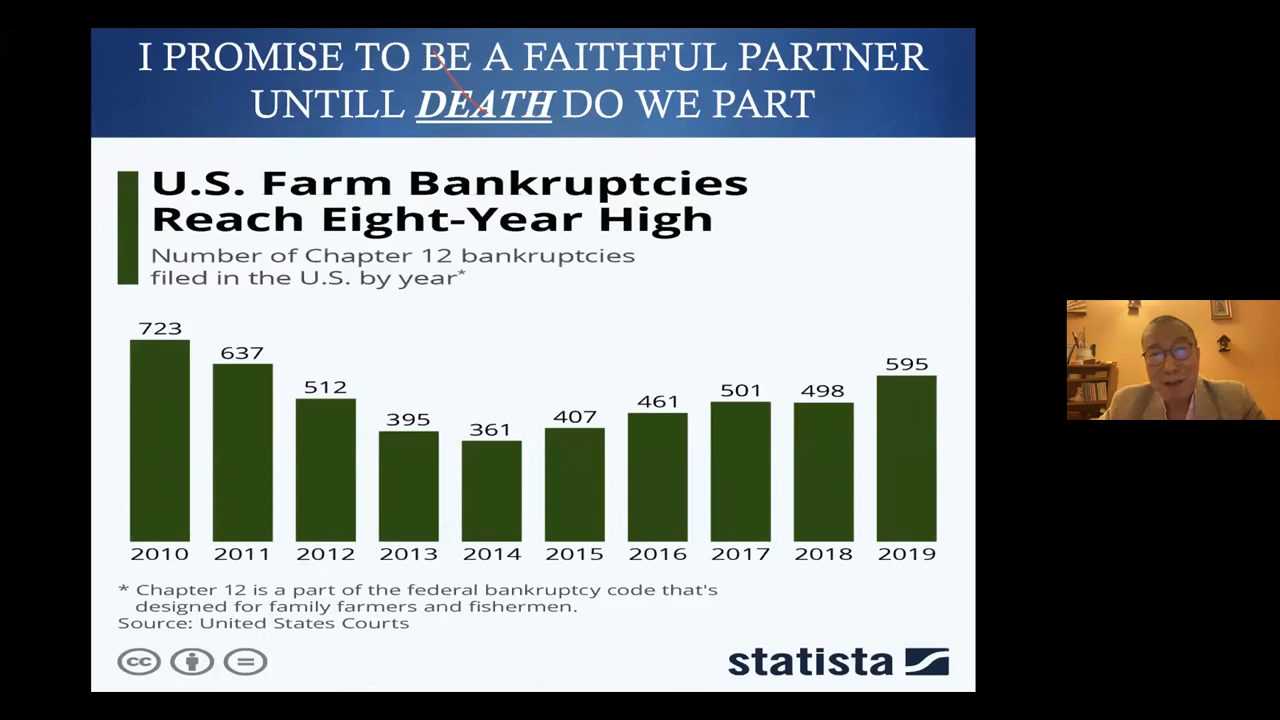 I PROMISE TO BE A FAITHFUL PARTNER
UNTILL DEATH DO WE PART
U.S. Farm Bankruptcies
Reach Eight-Year High
Number of Chapter 12 bankruptcies
filed in the U.S. by year*
723
637
512
395
361
407
461
501
498
595
2010 2011 2012 2013 2014 2015 2016 2017 2018 2019
* Chapter 12 is a part of the federal bankruptcy code that's
designed for family farmers and fishermen.
Source: United States Courts
cc
statista